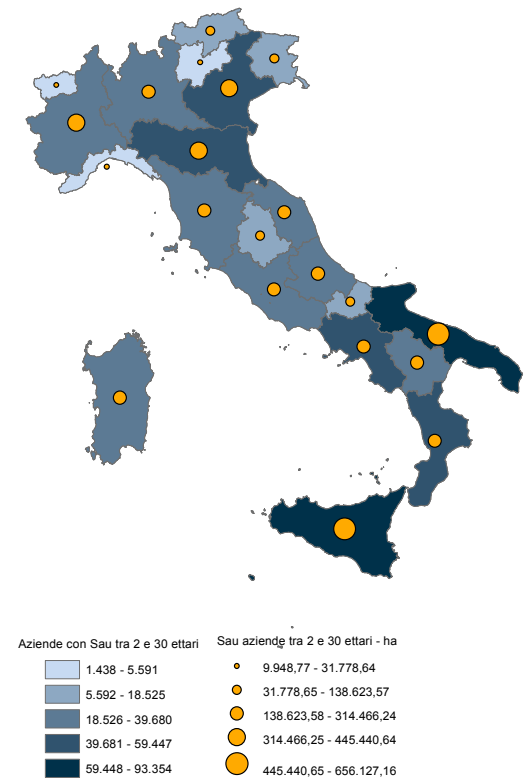 Aziende con Sau tra 2 e 30 ettari
1.438 - 5.591
5.592 - 18.525
18.526 - 39.680
39.681 - 59.447
59.448 - 93.354
Sau aziende tra 2 e 30 ettari - ha
9.948,77 - 31.778,64
31.778,65 - 138.623,57
138.623,58 - 314.466,24
314.466,25 - 445.440,64
445.440,65 - 656.127,16